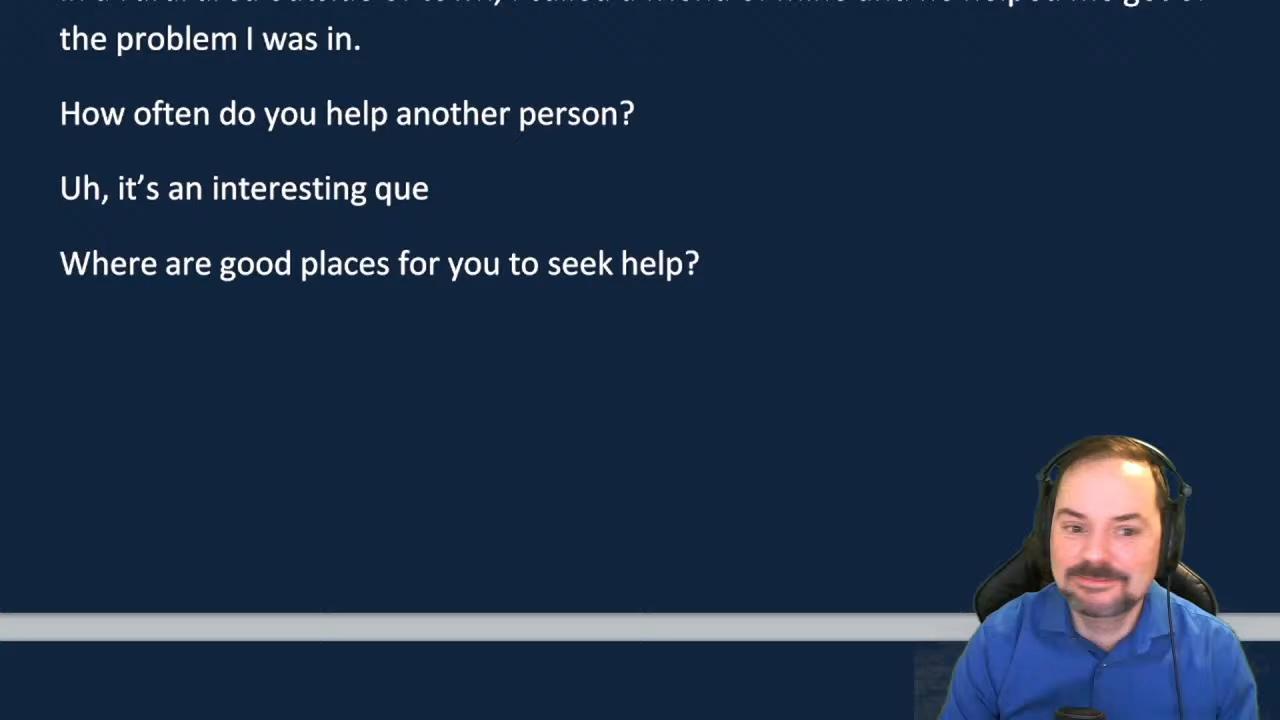 the problem I was in.
How often do you help another person?
Uh, it's an interesting que
Where are good places for you to seek help?